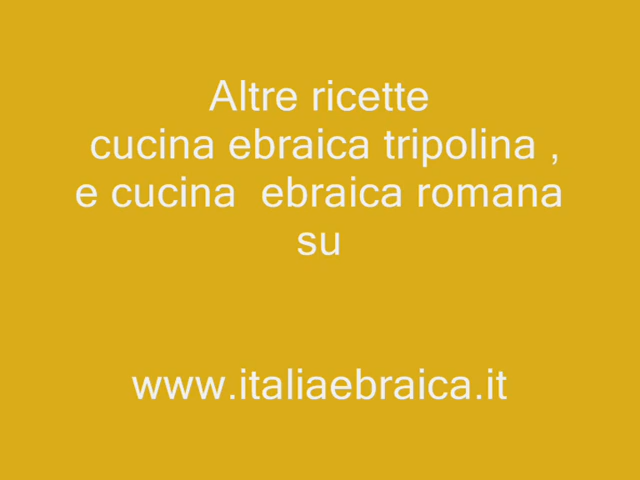 Altre ricette
cucina ebraica tripolina ,
e cucina  ebraica romana
su
www.italiaebraica.it